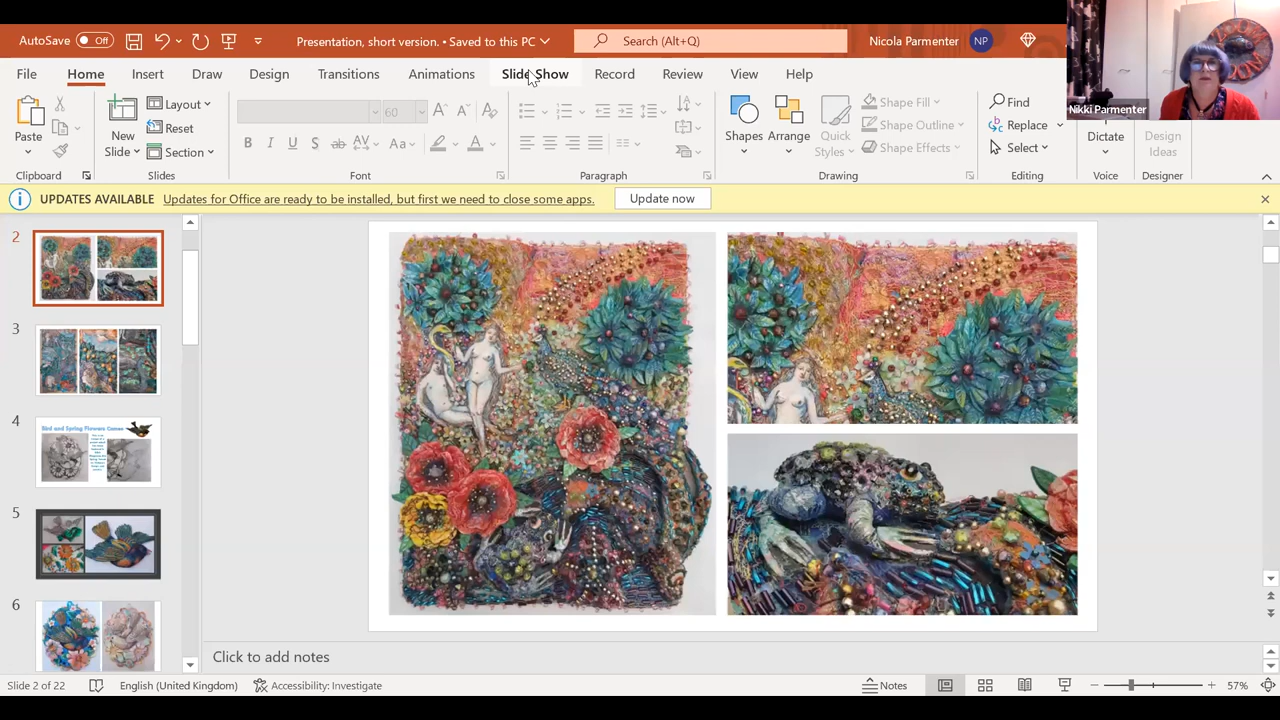 AutoSave Off Presentation, short version. • Saved to this PC Search (Alt+Q) Nicola Parmenter NP
File Home Insert Draw Design Transitions Animations Slide Show Record Review View Help
Nikki Parmenter
Paste
Clipboard
New
Slide
Layout
Reset
Section
Slides
60
B I U S ab AV Aa A
Font
Paragraph
Shapes
Arrange
Quick
Styles
Shape Fill
Shape Outline
Shape Effects
Drawing
Find
Replace
Select
Editing
Dictate
Voice
Design
Ideas
Designer
UPDATES AVAILABLE Updates for Office are ready to be installed, but first we need to close some apps. Update now
2
3
4
Bird and Spring Flowers Cameo
5
6
Click to add notes
Slide 2 of 22 English (United Kingdom) Accessibility: Investigate Notes 57%